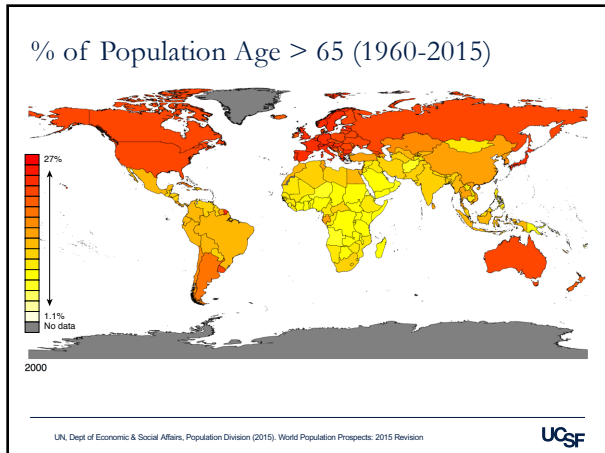 % of Population Age > 65 (1960-2015)
27%
1.1%
No data
2000
UN, Dept of Economic & Social Affairs, Population Division (2015). World Population Prospects: 2015 Revision
UCSF